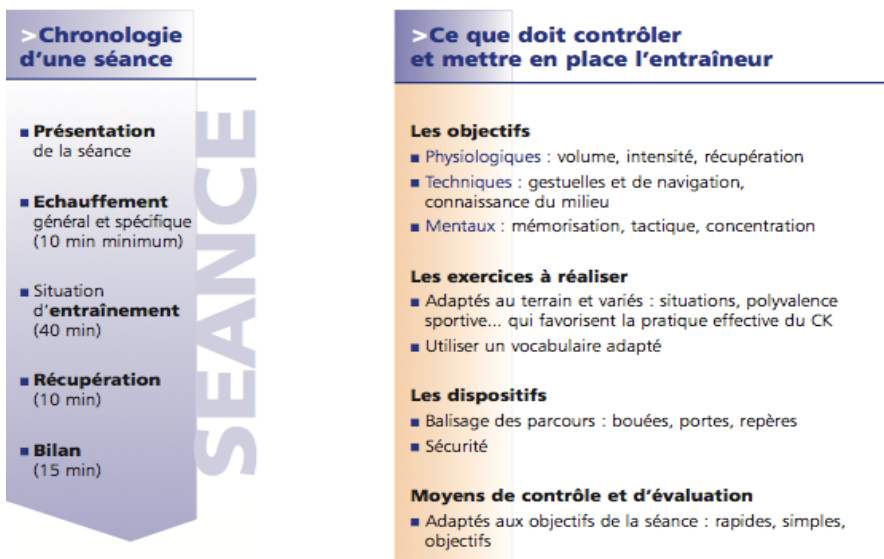 >Chronologie
d’une séance
■ Présentation
de la séance
■ Echauffement
général et spécifique
(10 min minimum)
■ Situation
d’entraînement
(40 min)
■ Récupération
(10 min)
■ Bilan
(15 min)
SEANCE
>Ce que doit contrôler
et mettre en place l’entraîneur
Les objectifs
■ Physiologiques : volume, intensité, récupération
■ Techniques : gestuelles et de navigation,
connaissance du milieu
■ Mentaux : mémorisation, tactique, concentration
Les exercices à réaliser
■ Adaptés au terrain et variés : situations, polyvalence
sportive... qui favorisent la pratique effective du CK
■ Utiliser un vocabulaire adapté
Les dispositifs
■ Balisage des parcours : bouées, portes, repères
■ Sécurité
Moyens de contrôle et d’évaluation
■ Adaptés aux objectifs de la séance : rapides, simples,
objectifs